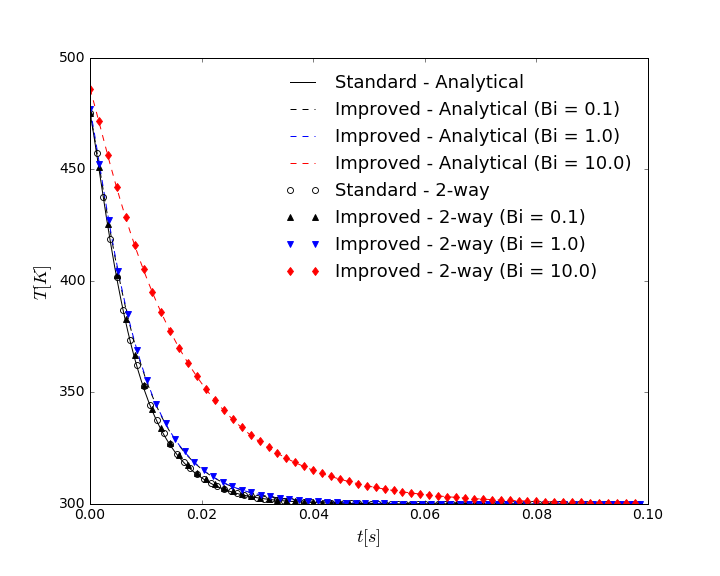 500
450
400
350
300
T[K]
0.00
0.02
0.04
0.06
0.08
0.10
t[s]
Standard - Analytical
Improved - Analytical (Bi = 0.1)
Improved - Analytical (Bi = 1.0)
Improved - Analytical (Bi = 10.0)
Standard - 2-way
Improved - 2-way (Bi = 0.1)
Improved - 2-way (Bi = 1.0)
Improved - 2-way (Bi = 10.0)